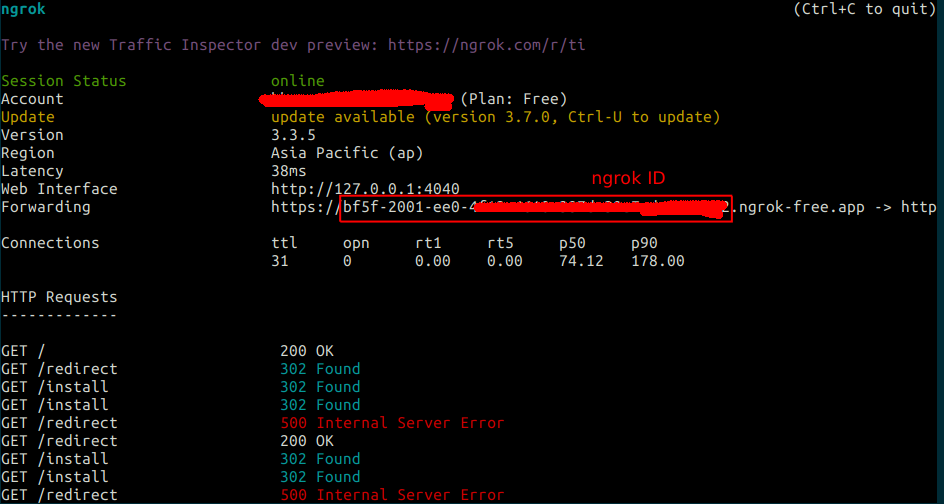 ngrok (Ctrl+C to quit)
Try the new Traffic Inspector dev preview: https://ngrok.com/r/ti
Session Status online
Account (Plan: Free)
Update update available (version 3.7.0, Ctrl-U to update)
Version 3.3.5
Region Asia Pacific (ap)
Latency 38ms
ngrok ID
Web Interface http://127.0.0.1:4040
Forwarding https://bf5f-2001-ee0- .ngrok-free.app -> http
Connections ttl opn rt1 rt5 p50 p90
31 0 0.00 0.00 74.12 178.00
HTTP Requests
-------------
GET / 200 OK
GET /redirect 302 Found
GET /install 302 Found
GET /install 302 Found
GET /redirect 500 Internal Server Error
GET /redirect 200 OK
GET /install 302 Found
GET /install 302 Found
GET /redirect 500 Internal Server Error